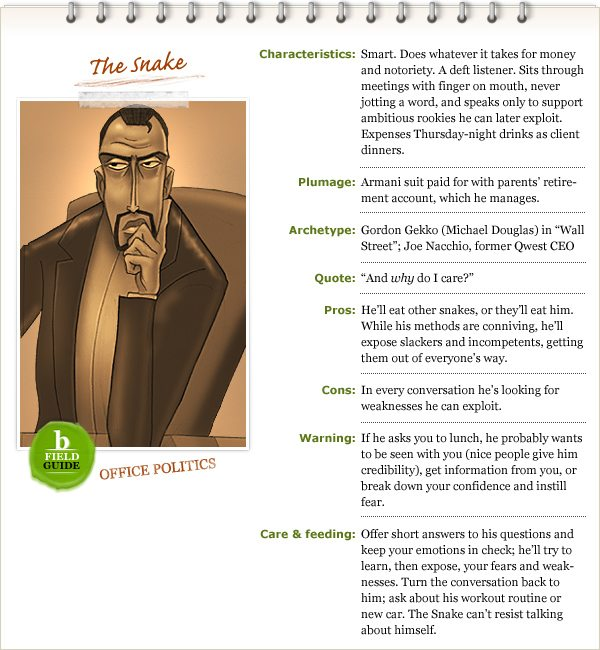 The Snake
Characteristics: Smart. Does whatever it takes for money
and notoriety. A deft listener. Sits through
meetings with finger on mouth, never
jotting a word, and speaks only to support
ambitious rookies he can later exploit.
Expenses Thursday-night drinks as client
dinners.
Plumage: Armani suit paid for with parents’ retire-
ment account, which he manages.
Archetype: Gordon Gekko (Michael Douglas) in “Wall
Street”; Joe Nacchio, former Qwest CEO
Quote: “And why do I care?”
Pros: He’ll eat other snakes, or they’ll eat him.
While his methods are conniving, he’ll
expose slackers and incompetents, getting
them out of everyone’s way.
Cons: In every conversation he’s looking for
weaknesses he can exploit.
Warning: If he asks you to lunch, he probably wants
to be seen with you (nice people give him
credibility), get information from you, or
break down your confidence and instill
fear.
Care & feeding: Offer short answers to his questions and
keep your emotions in check; he’ll try to
learn, then expose, your fears and weak-
nesses. Turn the conversation back to
him; ask about his workout routine or
new car. The Snake can’t resist talking
about himself.
b
FIELD
GUIDE
OFFICE POLITICS